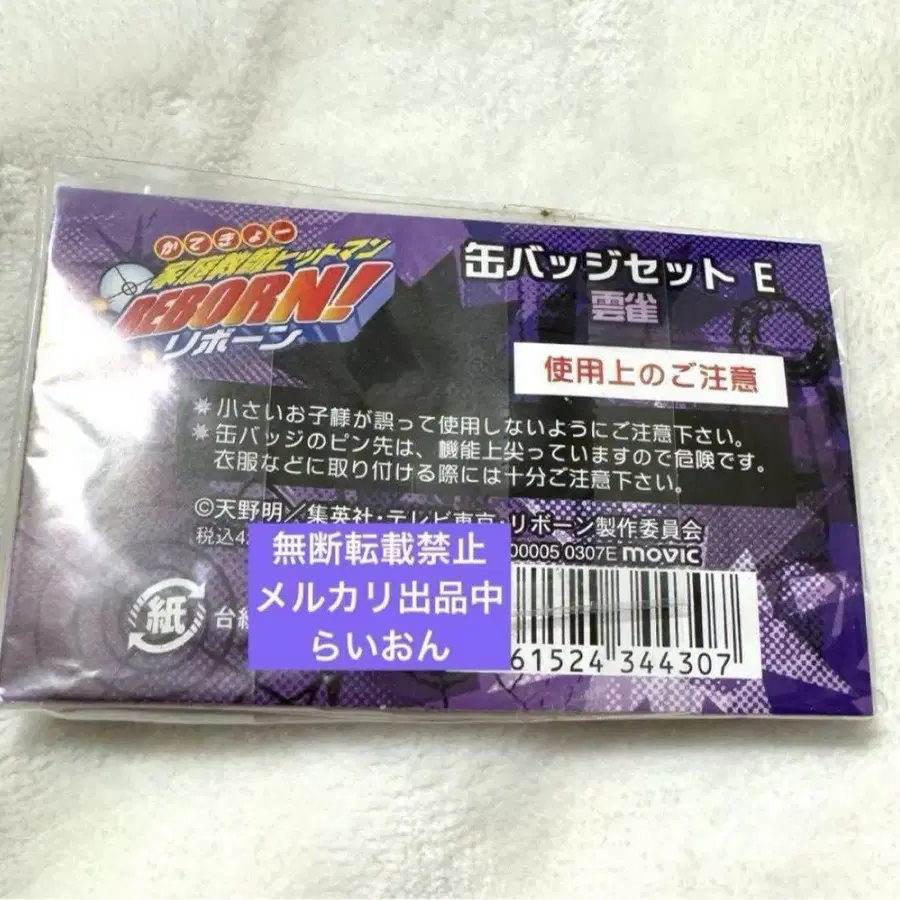 かてきょー
家庭教師ヒットマン
REBORN!
リボーン
缶バッジセット E
雲雀
使用上のご注意
＊小さいお子様が誤って使用しないようにご注意下さい。
＊缶バッジのピン先は、機能上尖っていますので危険です。
衣服などに取り付ける際には十分ご注意下さい。
©天野明／集英社・テレビ東京・リボーン製作委員会
税込4
00005 0307E movic
無断転載禁止
メルカリ出品中
らいおん
紙
台紙
61524 344307